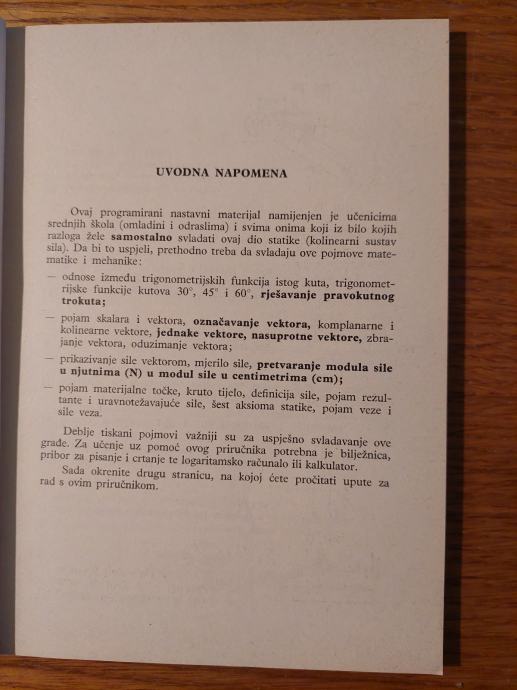 UVODNA NAPOMENA
Ovaj programirani nastavni materijal namijenjen je učenicima
srednjih škola (omladini i odraslima) i svima onima koji iz bilo kojih
razloga žele samostalno svladati ovaj dio statike (kolinearni sustav
sila). Da bi to uspjeli, prethodno treba da svladaju ove pojmove mate-
matike i mehanike:
— odnose između trigonometrijskih funkcija istog kuta, trigonomet-
rijske funkcije kutova 30°, 45° i 60°, rješavanje pravokutnog
trokuta;
— pojam skalara i vektora, označavanje vektora, komplanarne i
kolinearne vektore, jednake vektore, nasuprotne vektore, zbra-
janje vektora, oduzimanje vektora;
— prikazivanje sile vektorom, mjerilo sile, pretvaranje modula sile
u njutnima (N) u modul sile u centimetrima (cm);
— pojam materijalne točke, kruto tijelo, definicija sile, pojam rezul-
tante i uravnotežavajuće sile, šest aksioma statike, pojam veze i
sile veza.
Deblje tiskani pojmovi važniji su za uspješno svladavanje ove
građe. Za učenje uz pomoć ovog priručnika potrebna je bilježnica,
pribor za pisanje i crtanje te logaritamsko računalo ili kalkulator.
Sada okrenite drugu stranicu, na kojoj ćete pročitati upute za
rad s ovim priručnikom.